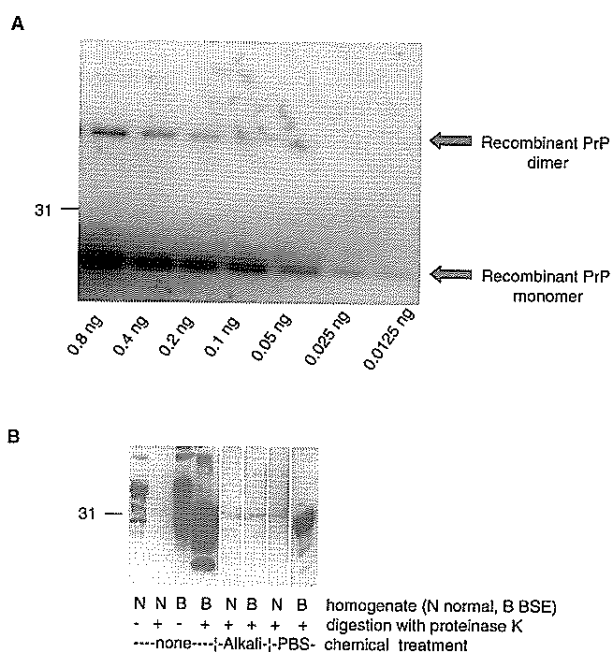 A
Recombinant PrP
dimer
31
Recombinant PrP
monomer
0.8 ng
0.4 ng
0.2 ng
0.1 ng
0.05 ng
0.025 ng
0.0125 ng
B
31
N N B B N B N B homogenate (N normal, B BSE)
- + - + + + + + digestion with proteinase K
----none----¦-Alkali-¦-PBS- chemical treatment